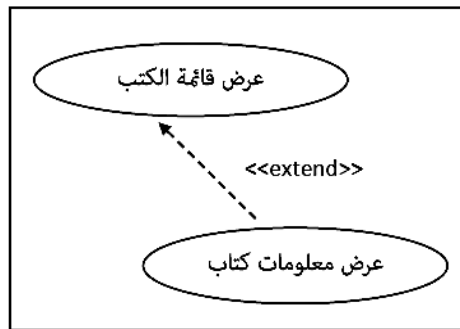 عرض قائمة الكتب
<<extend>>
عرض معلومات كتاب